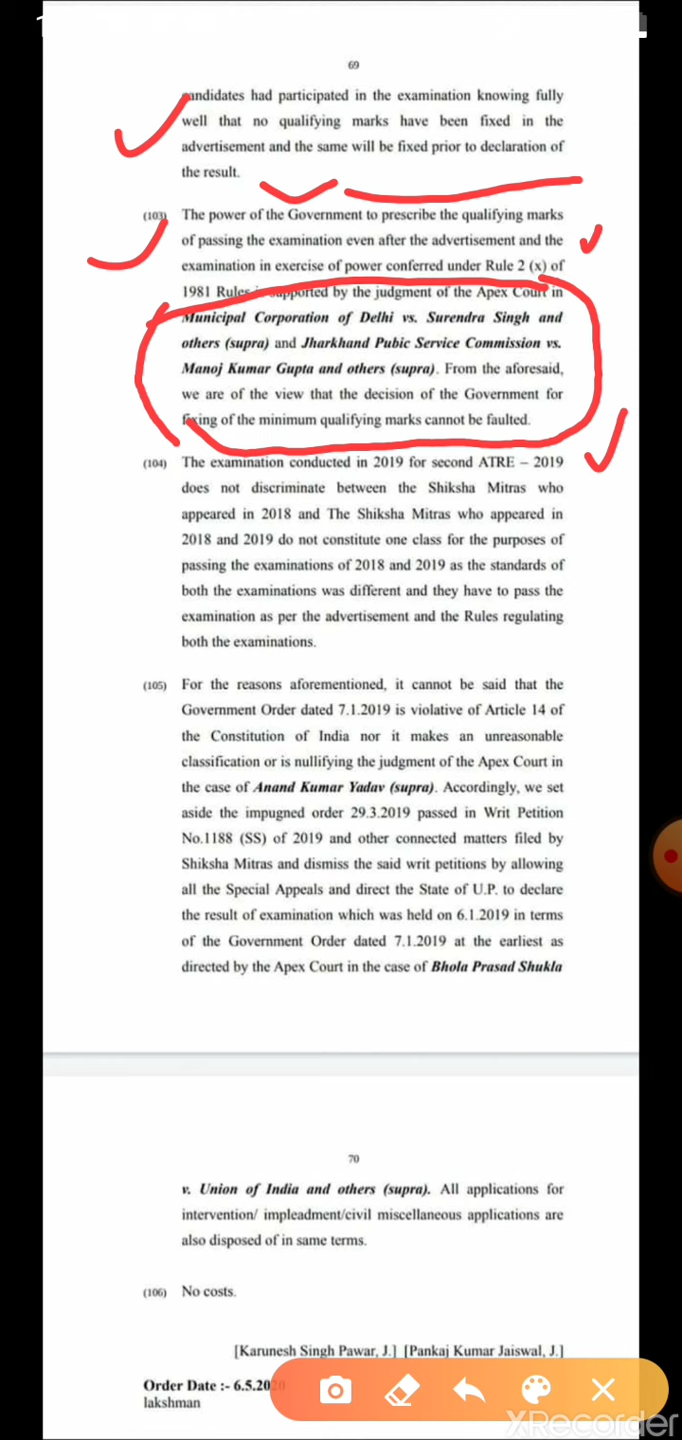 69
candidates had participated in the examination knowing fully
well that no qualifying marks have been fixed in the
advertisement and the same will be fixed prior to declaration of
the result.
(103) The power of the Government to prescribe the qualifying marks
of passing the examination even after the advertisement and the
examination in exercise of power conferred under Rule 2 (x) of
1981 Rules is supported by the judgment of the Apex Court in
Municipal Corporation of Delhi vs. Surendra Singh and
others (supra) and Jharkhand Pubic Service Commission vs.
Manoj Kumar Gupta and others (supra). From the aforesaid,
we are of the view that the decision of the Government for
fixing of the minimum qualifying marks cannot be faulted.
(104) The examination conducted in 2019 for second ATRE – 2019
does not discriminate between the Shiksha Mitras who
appeared in 2018 and The Shiksha Mitras who appeared in
2018 and 2019 do not constitute one class for the purposes of
passing the examinations of 2018 and 2019 as the standards of
both the examinations was different and they have to pass the
examination as per the advertisement and the Rules regulating
both the examinations.
(105) For the reasons aforementioned, it cannot be said that the
Government Order dated 7.1.2019 is violative of Article 14 of
the Constitution of India nor it makes an unreasonable
classification or is nullifying the judgment of the Apex Court in
the case of Anand Kumar Yadav (supra). Accordingly, we set
aside the impugned order 29.3.2019 passed in Writ Petition
No.1188 (SS) of 2019 and other connected matters filed by
Shiksha Mitras and dismiss the said writ petitions by allowing
all the Special Appeals and direct the State of U.P. to declare
the result of examination which was held on 6.1.2019 in terms
of the Government Order dated 7.1.2019 at the earliest as
directed by the Apex Court in the case of Bhola Prasad Shukla
70
v. Union of India and others (supra). All applications for
intervention/ impleadment/civil miscellaneous applications are
also disposed of in same terms.
(106) No costs.
[Karunesh Singh Pawar, J.] [Pankaj Kumar Jaiswal, J.]
Order Date :- 6.5.2020
lakshman
XRecorder